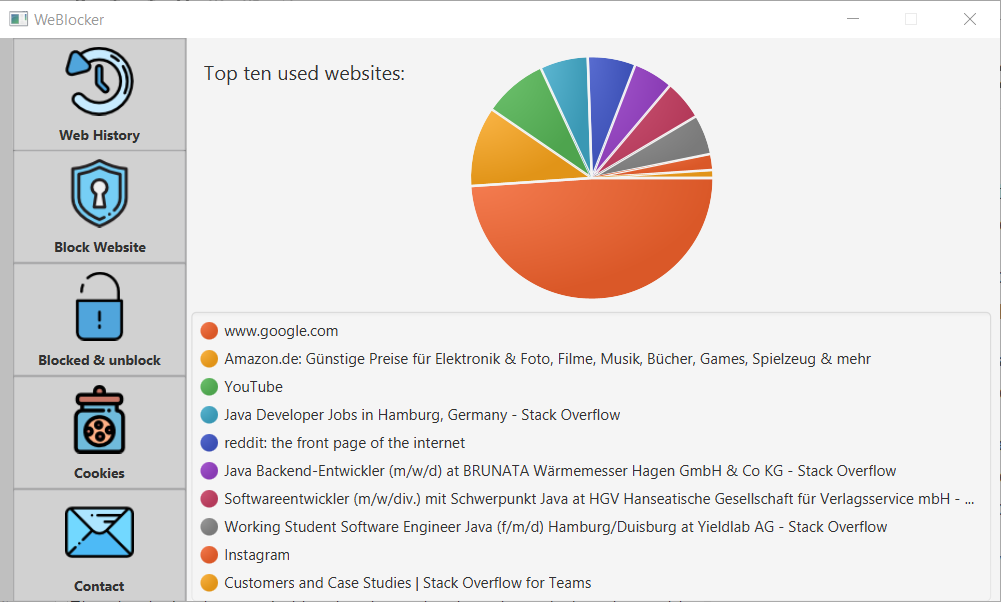 WeBlocker
Web History
Block Website
Blocked & unblock
Cookies
Contact
Top ten used websites:
www.google.com
Amazon.de: Günstige Preise für Elektronik & Foto, Filme, Musik, Bücher, Games, Spielzeug & mehr
YouTube
Java Developer Jobs in Hamburg, Germany - Stack Overflow
reddit: the front page of the internet
Java Backend-Entwickler (m/w/d) at BRUNATA Wärmemesser Hagen GmbH & Co KG - Stack Overflow
Softwareentwickler (m/w/div.) mit Schwerpunkt Java at HGV Hanseatische Gesellschaft für Verlagsservice mbH - ...
Working Student Software Engineer Java (f/m/d) Hamburg/Duisburg at Yieldlab AG - Stack Overflow
Instagram
Customers and Case Studies | Stack Overflow for Teams